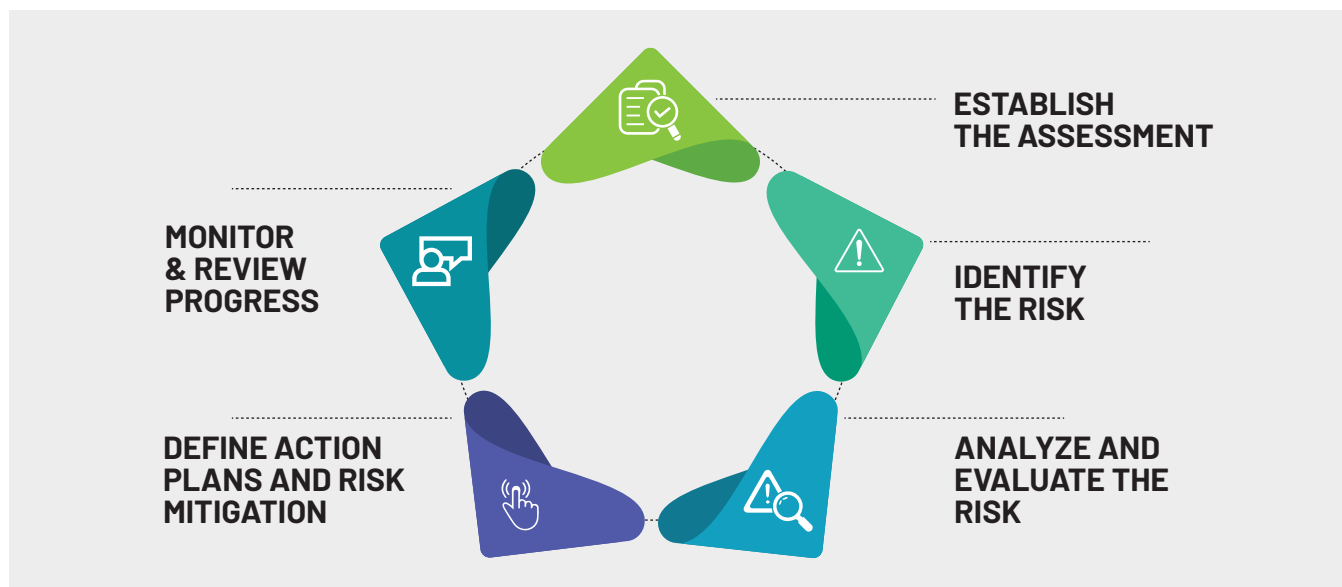 ESTABLISH
THE ASSESSMENT
IDENTIFY
THE RISK
ANALYZE AND
EVALUATE THE
RISK
DEFINE ACTION
PLANS AND RISK
MITIGATION
MONITOR
& REVIEW
PROGRESS